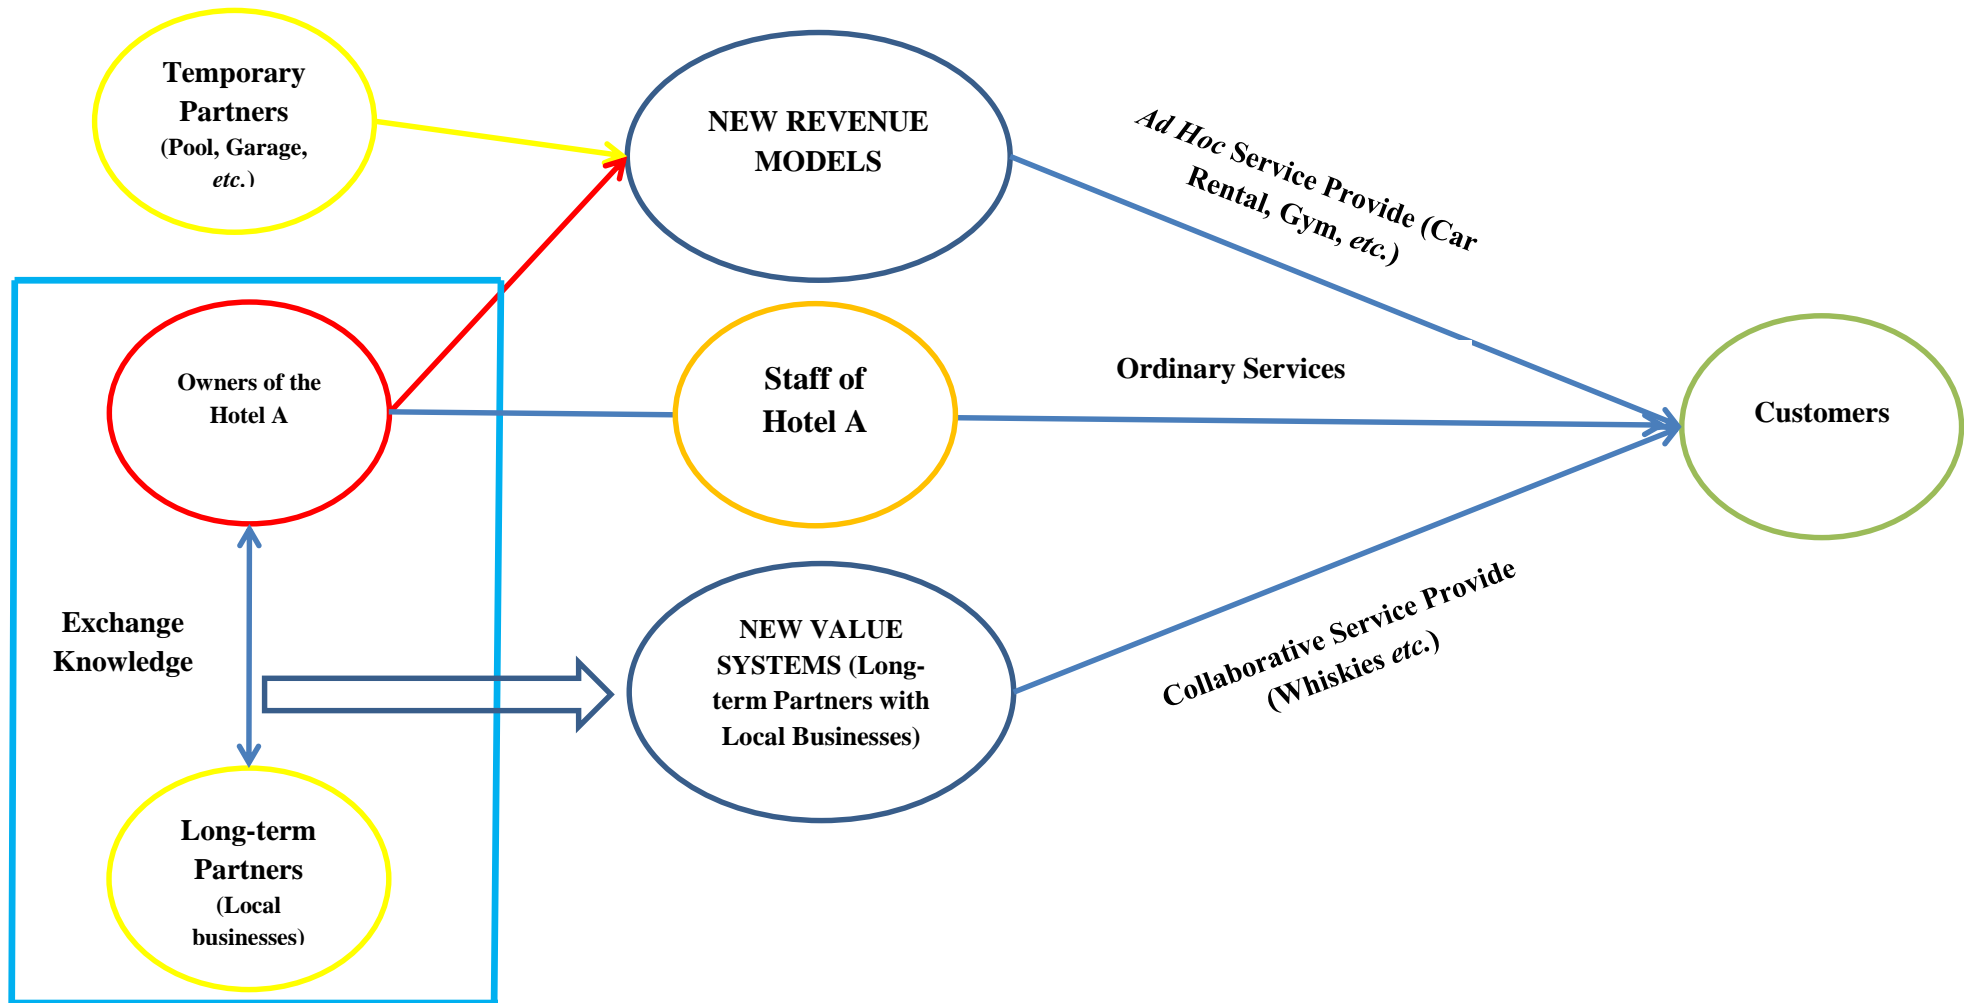 Temporary
Partners
(Pool, Garage,
etc.)
NEW REVENUE
MODELS
Ad Hoc Service Provide (Car
Rental, Gym, etc.)
Owners of the
Hotel A
Staff of
Hotel A
Ordinary Services
Customers
Exchange
Knowledge
NEW VALUE
SYSTEMS (Long-
term Partners with
Local Businesses)
Collaborative Service Provide
(Whiskies etc.)
Long-term
Partners
(Local
businesses)